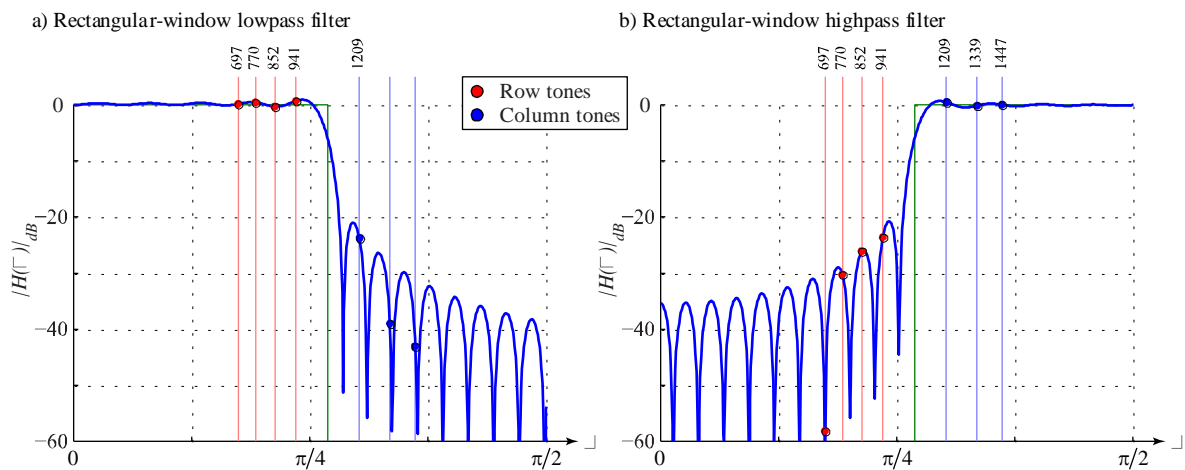 a) Rectangular-window lowpass filter
697
770
852
941
1209
0
−20
−40
−60
|H( )|dB
0
π/4
π/2
Row tones
Column tones
b) Rectangular-window highpass filter
697
770
852
941
1209
1339
1447
0
−20
−40
−60
|H( )|dB
0
π/4
π/2